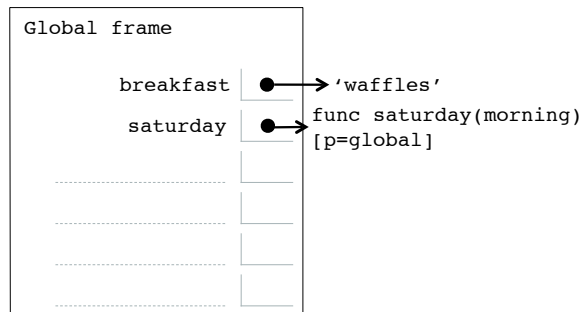 Global frame
breakfast ‘waffles’
saturday func saturday(morning)
[p=global]